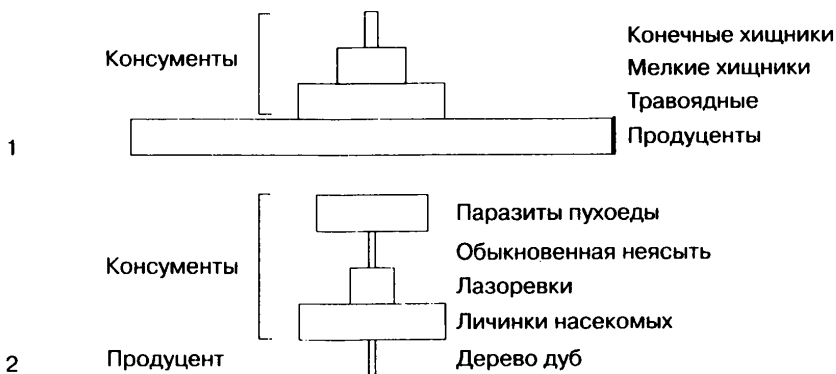 Консументы
Конечные хищники
Мелкие хищники
Травоядные
1
Продуценты
Консументы
Паразиты пухоеды
Обыкновенная неясыть
Лазоревки
Личинки насекомых
2 Продуцент Дерево дуб